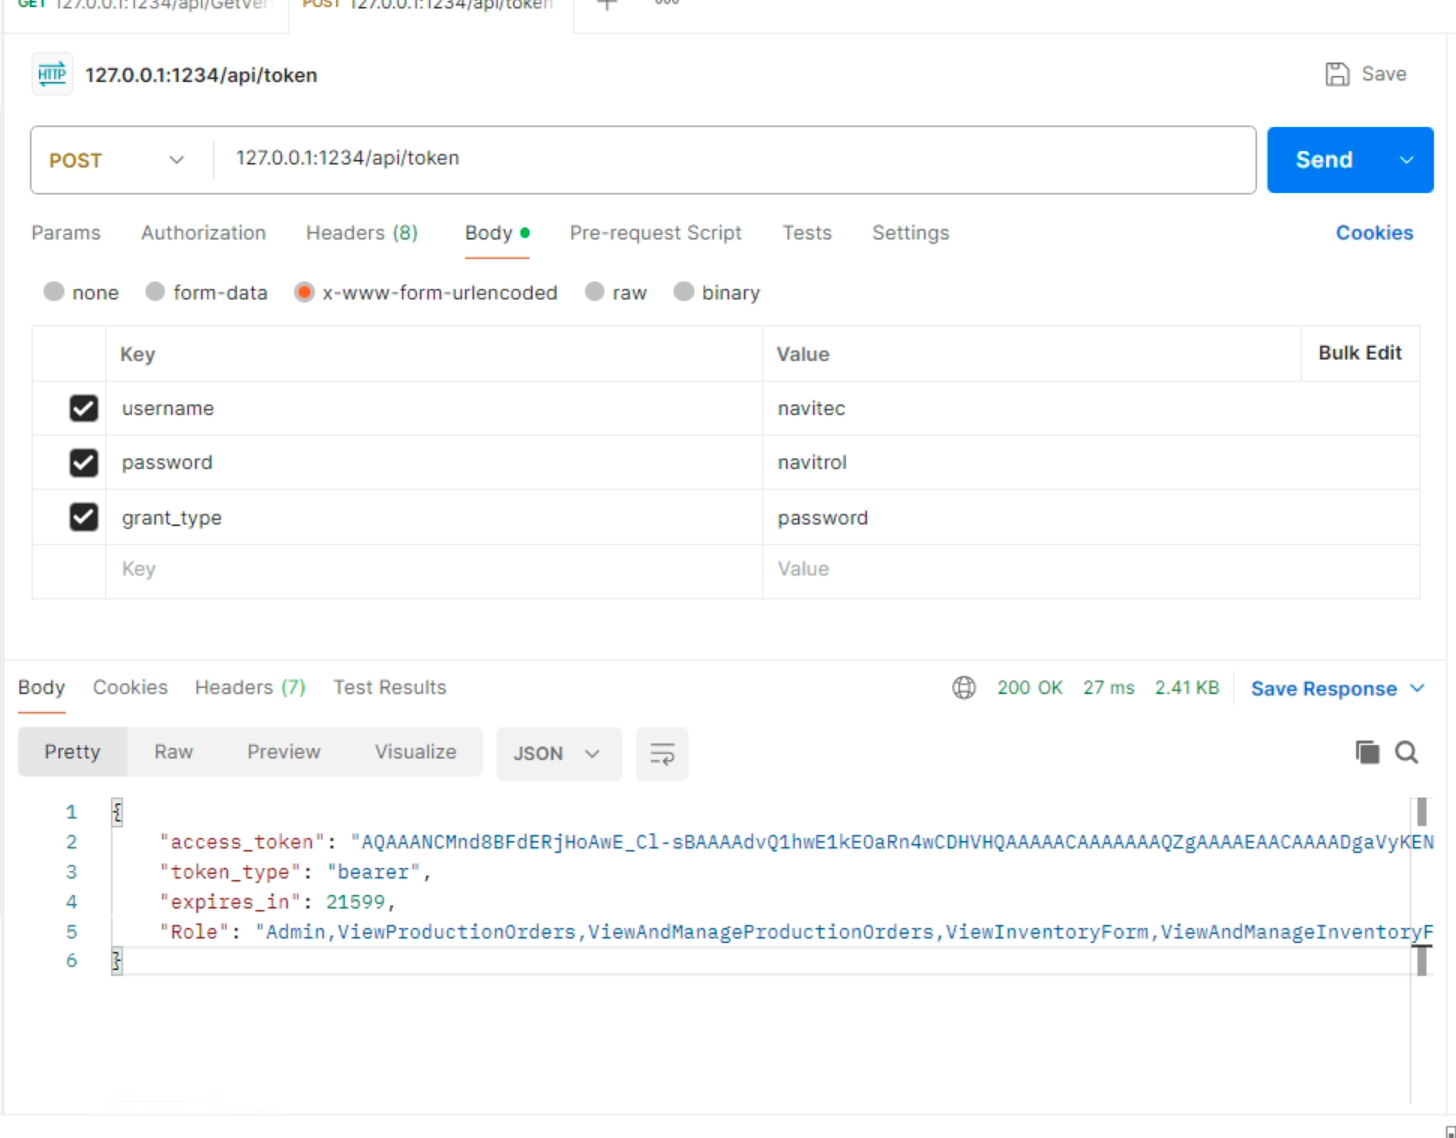 GET 127.0.0.1:1234/api/GetVer
POST 127.0.0.1:1234/api/token
HTTP 127.0.0.1:1234/api/token Save
POST 127.0.0.1:1234/api/token Send
Params Authorization Headers (8) Body Pre-request Script Tests Settings Cookies
none form-data x-www-form-urlencoded raw binary
Key Value Bulk Edit
username navitec
password navitrol
grant_type password
Key Value
Body Cookies Headers (7) Test Results 200 OK 27 ms 2.41 KB Save Response
Pretty Raw Preview Visualize JSON
1 {
2 "access_token": "AQAAANCMnd8BFdERjHoAwE_Cl-sBAAAAdvQ1hwE1kEOaRn4wCDHVHQAAAAACAAAAAAAQZgAAAAEAACAAAADgaVyKEN
3 "token_type": "bearer",
4 "expires_in": 21599,
5 "Role": "Admin,ViewProductionOrders,ViewAndManageProductionOrders,ViewInventoryForm,ViewAndManageInventoryF
6 }